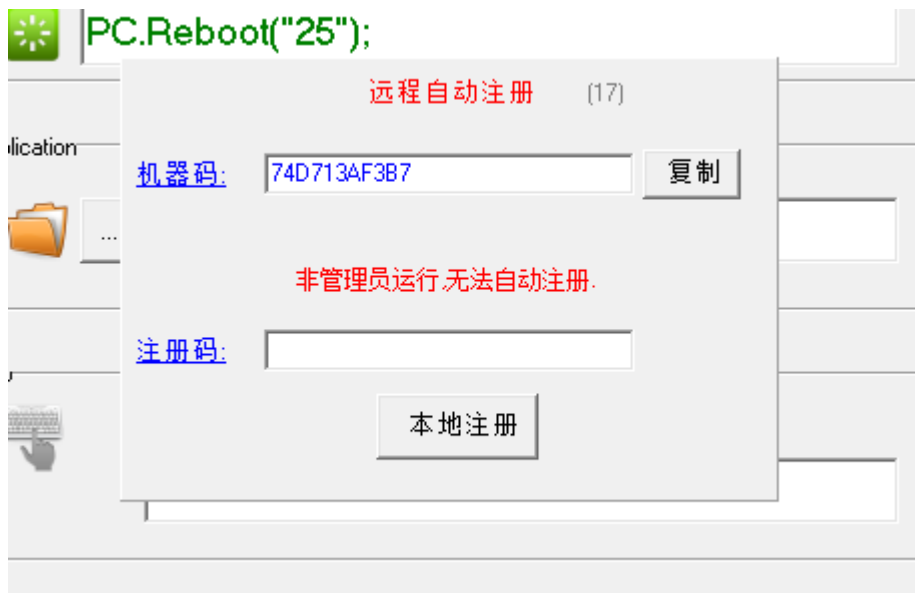 PC.Reboot("25");
远程自动注册 (17)
lication
机器码: 74D713AF3B7 复制
...
非管理员运行,无法自动注册.
注册码:
本地注册